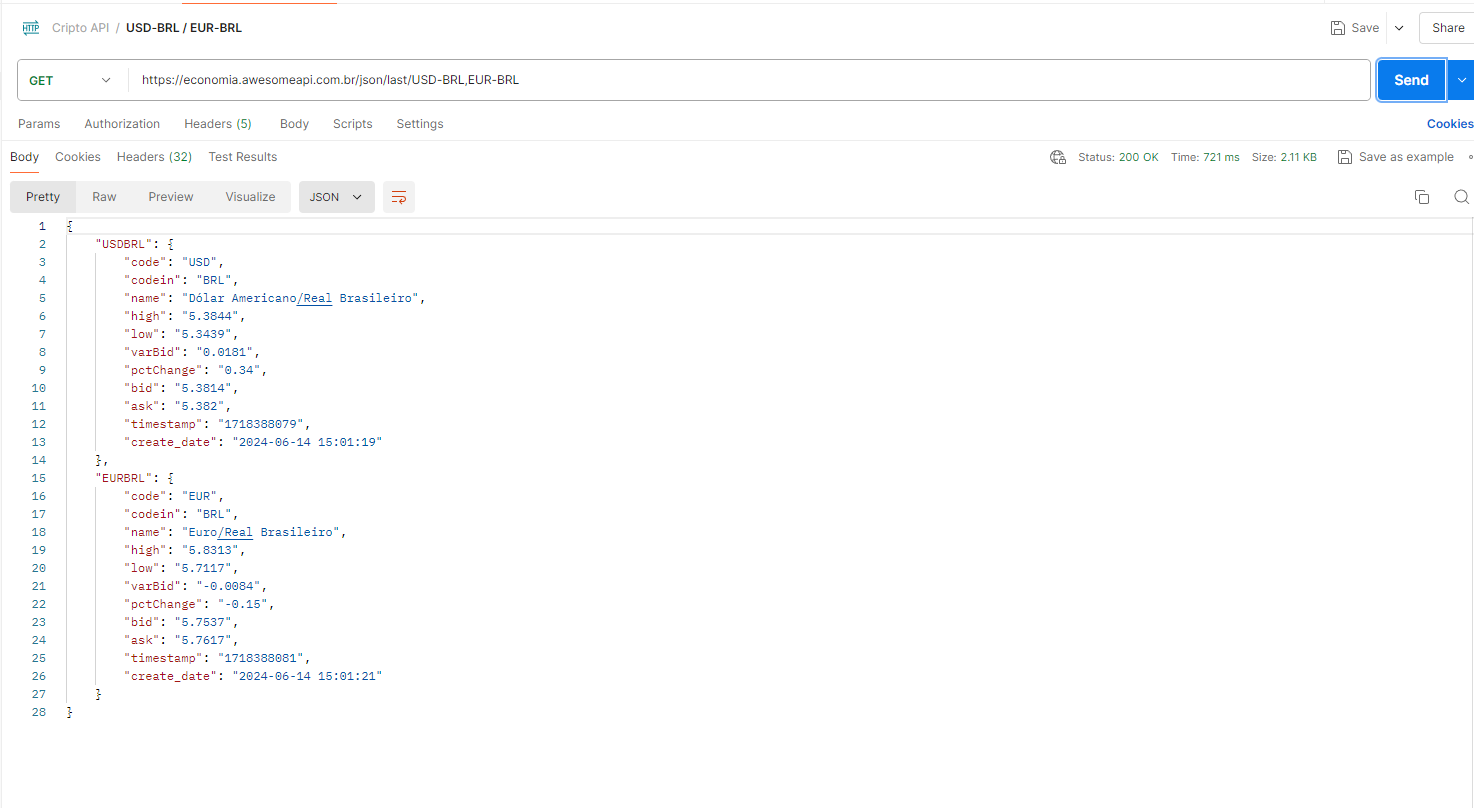 HTTP Cripto API / USD-BRL / EUR-BRL Save Share
GET https://economia.awesomeapi.com.br/json/last/USD-BRL,EUR-BRL Send
Params Authorization Headers (5) Body Scripts Settings Cookies
Body Cookies Headers (32) Test Results Status: 200 OK Time: 721 ms Size: 2.11 KB Save as example
Pretty Raw Preview Visualize JSON
1 {
2 "USDBRL": {
3 "code": "USD",
4 "codein": "BRL",
5 "name": "Dólar Americano/Real Brasileiro",
6 "high": "5.3844",
7 "low": "5.3439",
8 "varBid": "0.0181",
9 "pctChange": "0.34",
10 "bid": "5.3814",
11 "ask": "5.382",
12 "timestamp": "1718388079",
13 "create_date": "2024-06-14 15:01:19"
14 },
15 "EURBRL": {
16 "code": "EUR",
17 "codein": "BRL",
18 "name": "Euro/Real Brasileiro",
19 "high": "5.8313",
20 "low": "5.7117",
21 "varBid": "-0.0084",
22 "pctChange": "-0.15",
23 "bid": "5.7537",
24 "ask": "5.7617",
25 "timestamp": "1718388081",
26 "create_date": "2024-06-14 15:01:21"
27 }
28 }